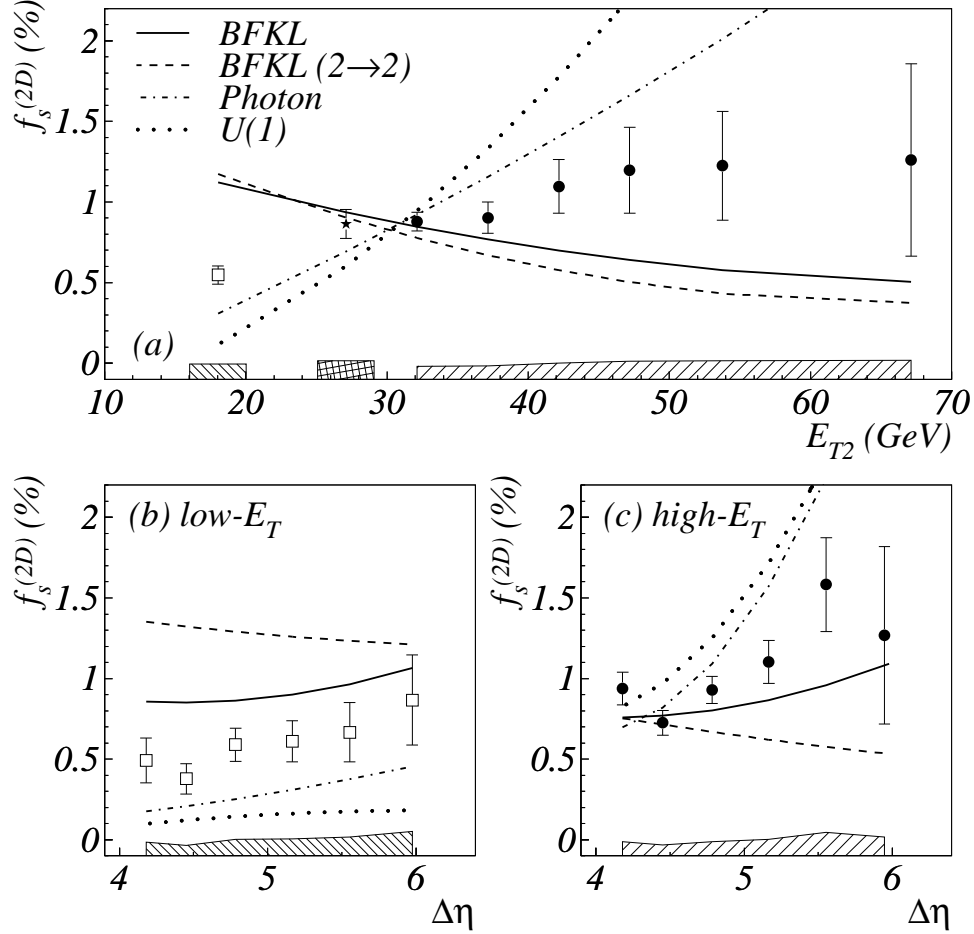 f_s^(2D) (%)
BFKL
BFKL (2→2)
Photon
U(1)
2
1.5
1
0.5
0
(a)
10 20 30 40 50 60 70
E_T2 (GeV)
f_s^(2D) (%)
(b) low-E_T
2
1.5
1
0.5
0
4 5 6
Δη
f_s^(2D) (%)
(c) high-E_T
2
1.5
1
0.5
0
4 5 6
Δη